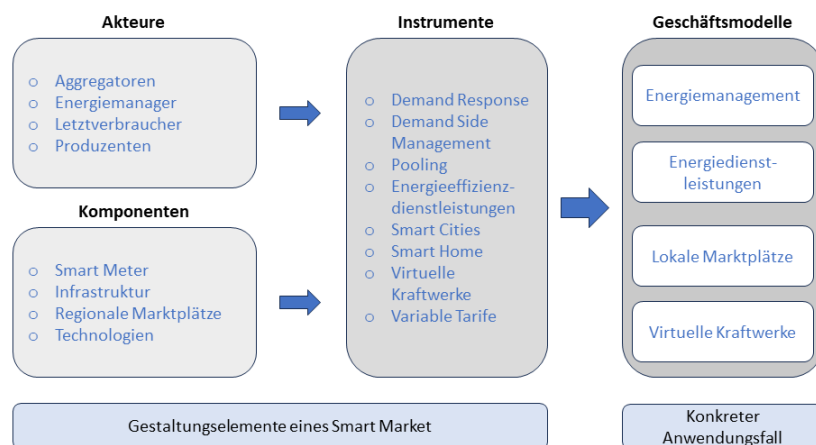 Akteure
Aggregatoren
Energiemanager
Letztverbraucher
Produzenten
Komponenten
Smart Meter
Infrastruktur
Regionale Marktplätze
Technologien
Instrumente
Demand Response
Demand Side
Management
Pooling
Energieeffizienz-
dienstleistungen
Smart Cities
Smart Home
Virtuelle
Kraftwerke
Variable Tarife
Geschäftsmodelle
Energiemanagement
Energiedienst-
leistungen
Lokale Marktplätze
Virtuelle Kraftwerke
Gestaltungselemente eines Smart Market
Konkreter
Anwendungsfall